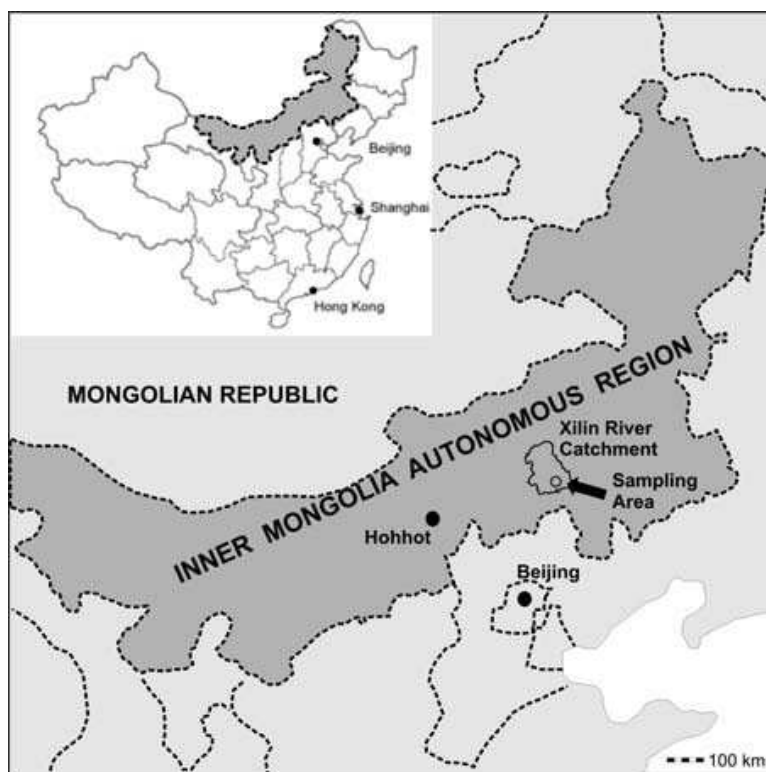 Beijing
Shanghai
Hong Kong
MONGOLIAN REPUBLIC
INNER MONGOLIA AUTONOMOUS REGION
Xilin River
Catchment
Sampling
Area
Hohhot
Beijing
100 km